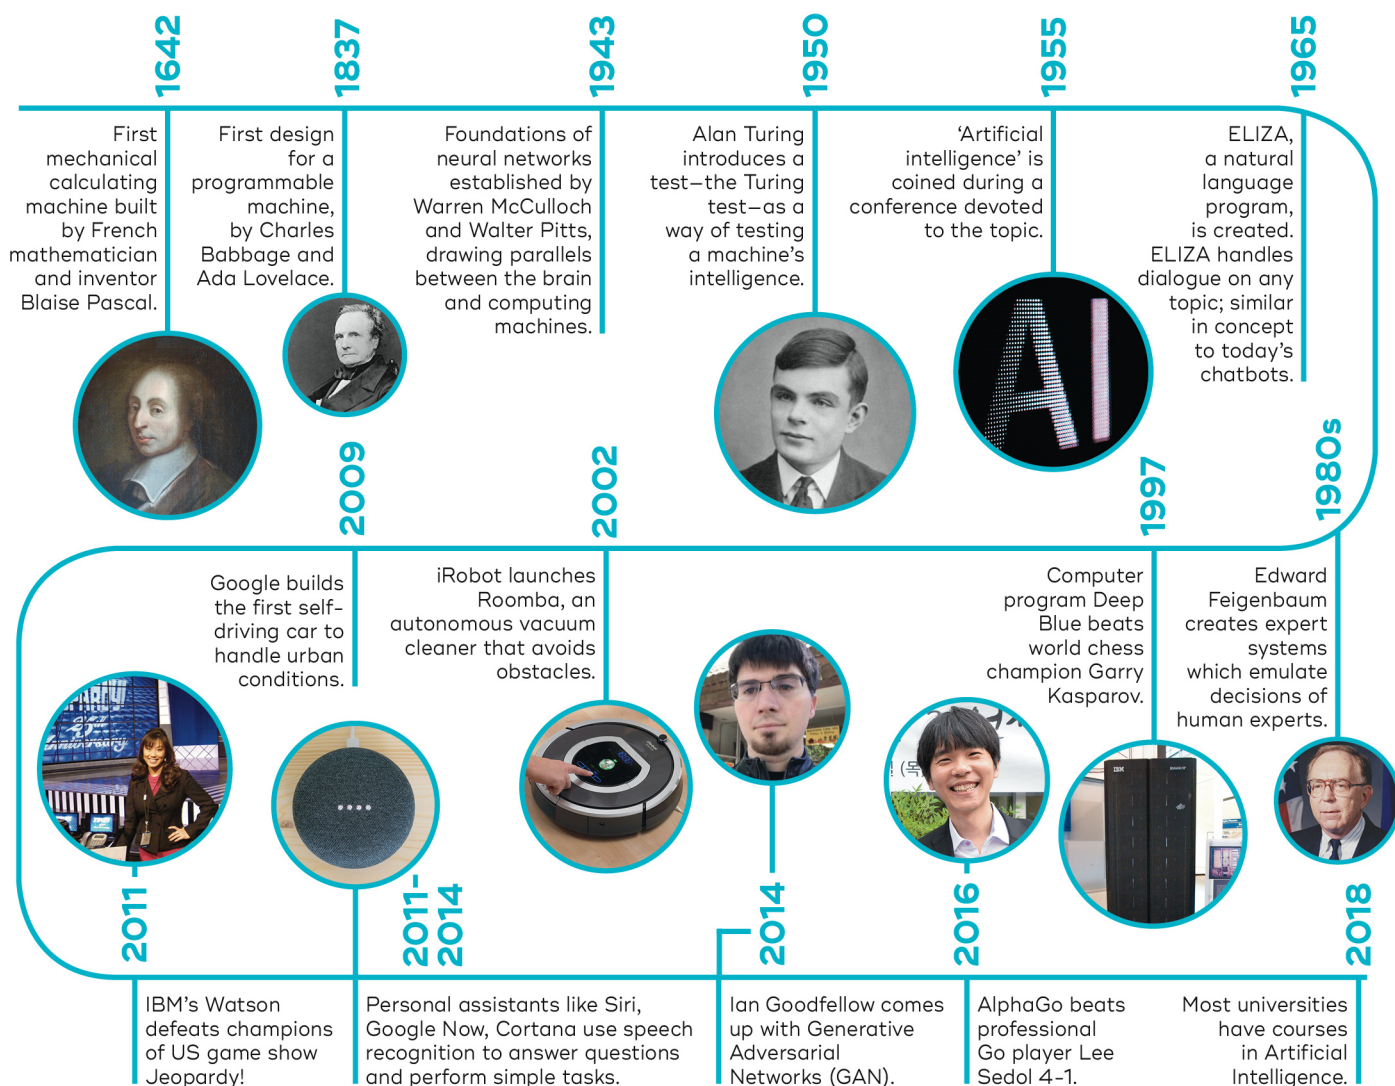 1642
First
mechanical
calculating
machine built
by French
mathematician
and inventor
Blaise Pascal.
1837
First design
for a
programmable
machine,
by Charles
Babbage and
Ada Lovelace.
1943
Foundations of
neural networks
established by
Warren McCulloch
and Walter Pitts,
drawing parallels
between the brain
and computing
machines.
1950
Alan Turing
introduces a
test—the Turing
test—as a
way of testing
a machine's
intelligence.
1955
'Artificial
intelligence' is
coined during a
conference devoted
to the topic.
AI
1965
ELIZA,
a natural
language
program,
is created.
ELIZA handles
dialogue on any
topic; similar
in concept
to today's
chatbots.
1980s
Edward
Feigenbaum
creates expert
systems
which emulate
decisions of
human experts.
1997
Computer
program Deep
Blue beats
world chess
champion Garry
Kasparov.
IBM
2002
iRobot launches
Roomba, an
autonomous vacuum
cleaner that avoids
obstacles.
2009
Google builds
the first self-
driving car to
handle urban
conditions.
2011
IBM's Watson
defeats champions
of US game show
Jeopardy!
2011-
2014
Personal assistants like Siri,
Google Now, Cortana use speech
recognition to answer questions
and perform simple tasks.
2014
Ian Goodfellow comes
up with Generative
Adversarial
Networks (GAN).
2016
AlphaGo beats
professional
Go player Lee
Sedol 4-1.
2018
Most universities
have courses
in Artificial
Intelligence.